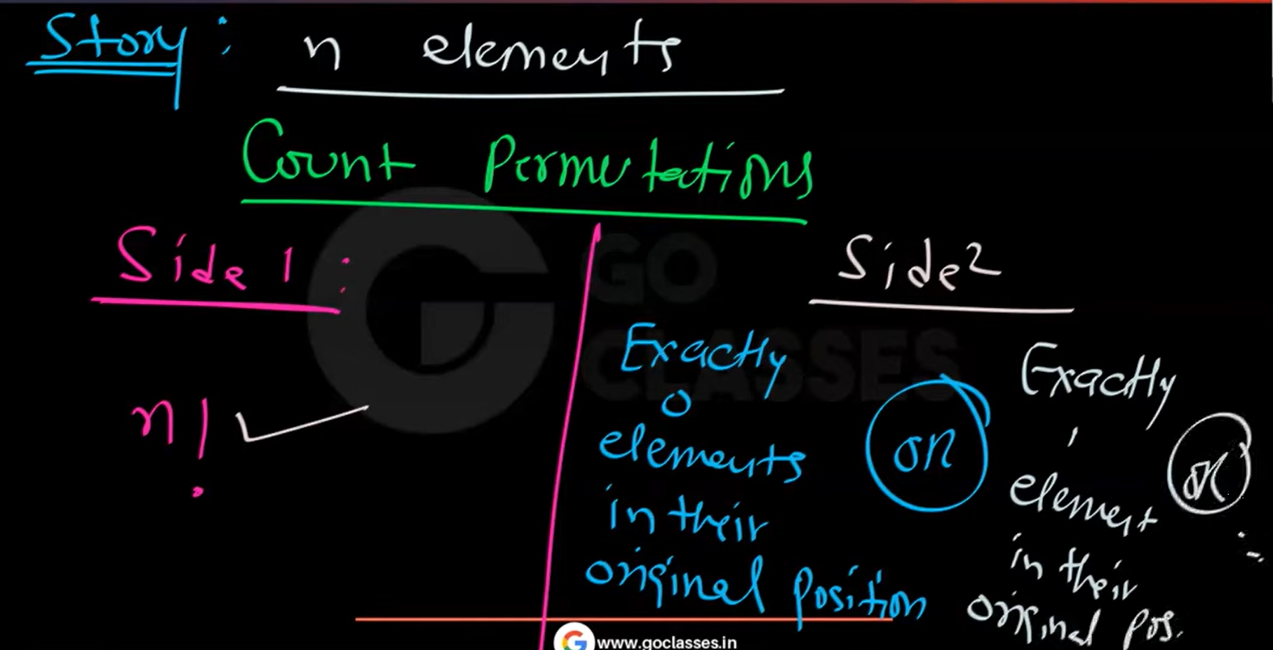 Story: n elements
Count Permutations
Side 1:
n!
Side 2
Exactly
0
elements
in their
original position
OR
Exactly
1
element
in their
original pos.
OR
...
GO
CLASSES
www.goclasses.in